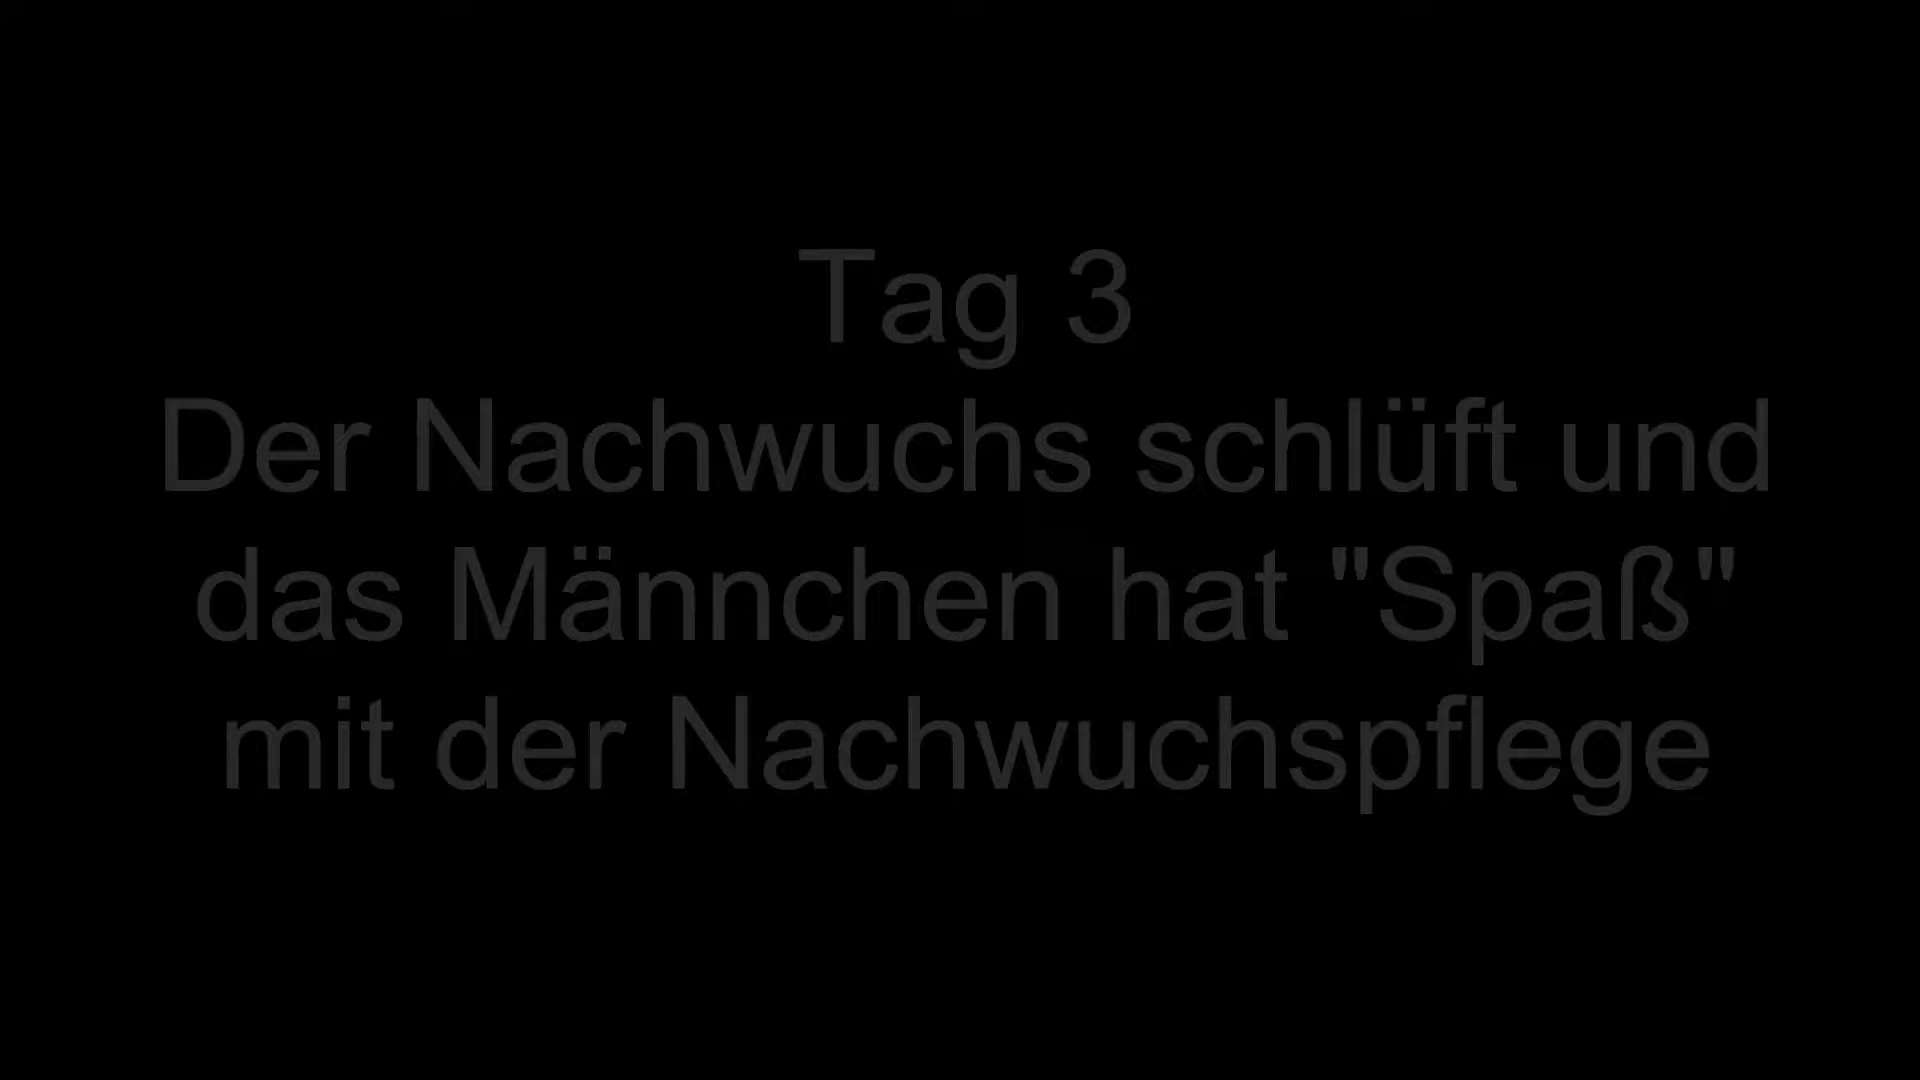 Tag 3
Der Nachwuchs schlüft und
das Männchen hat "Spaß"
mit der Nachwuchspflege